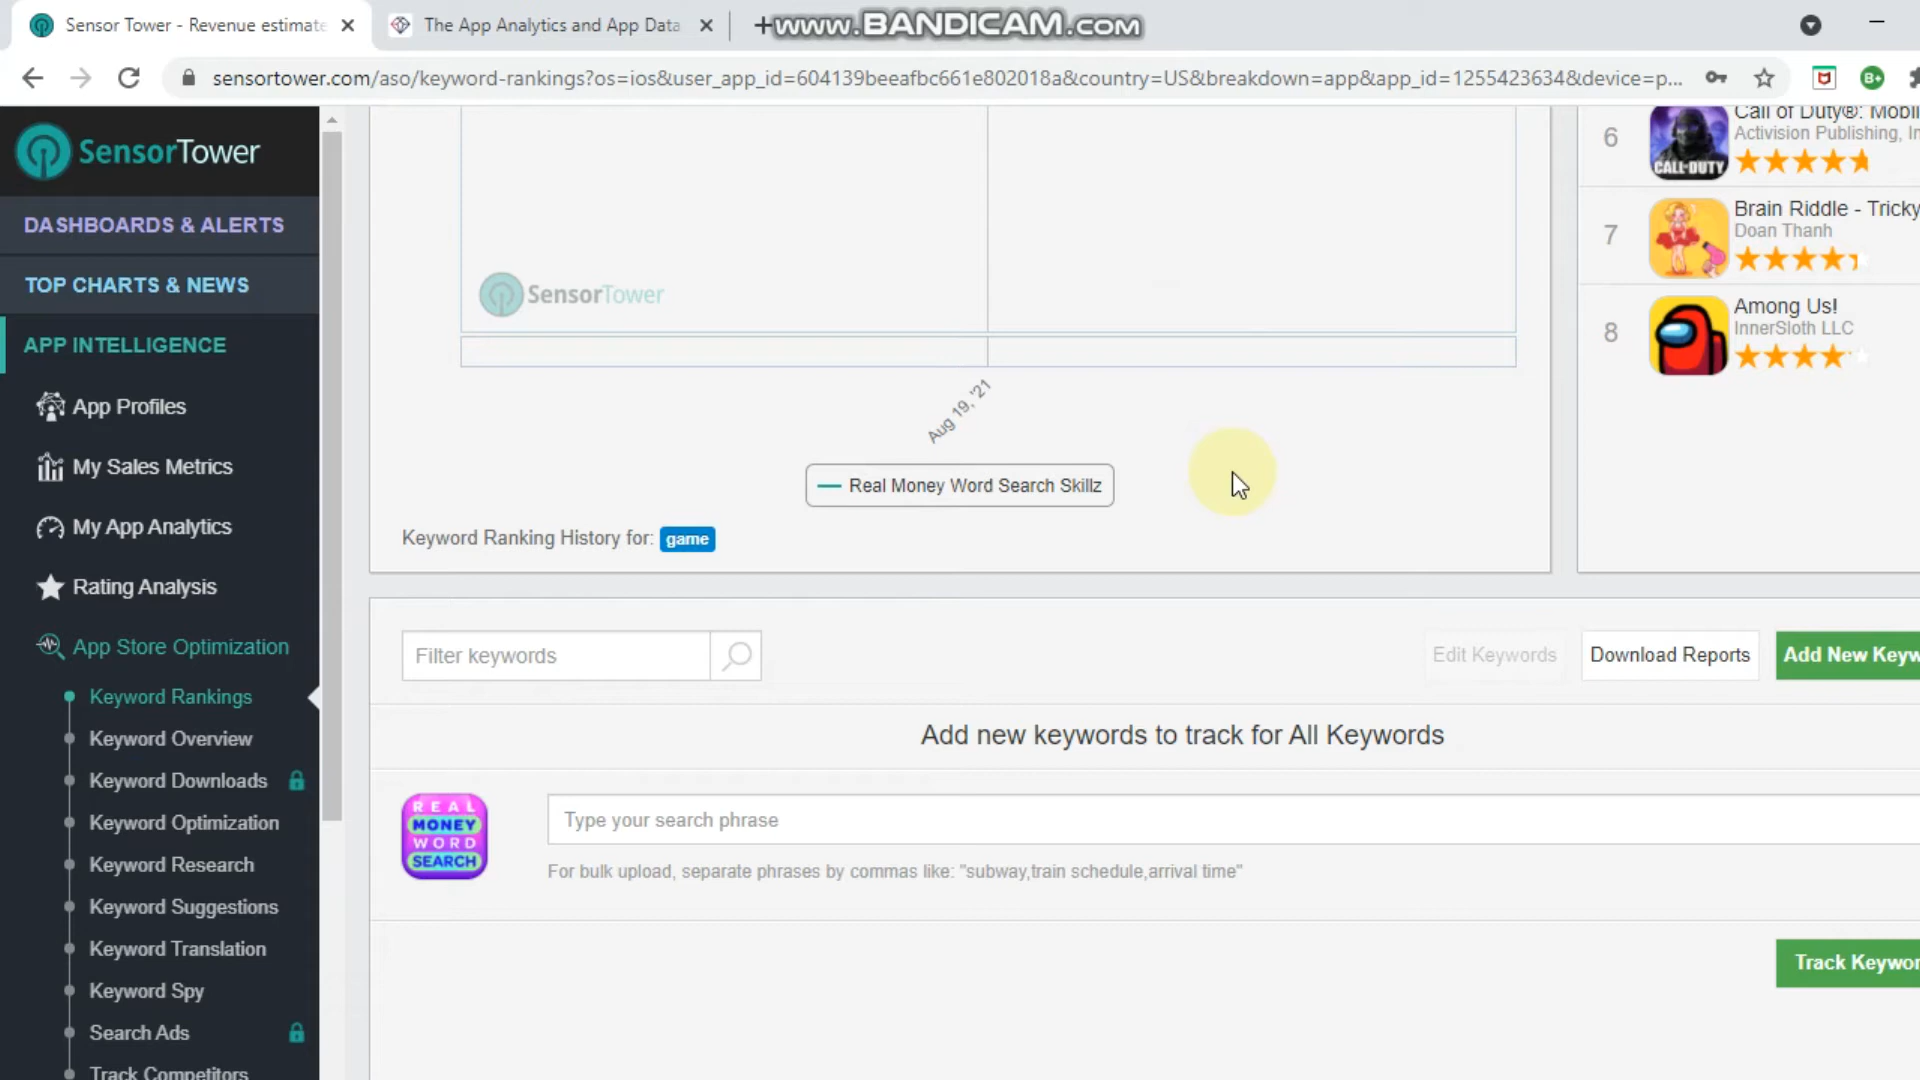 Sensor Tower - Revenue estimate
The App Analytics and App Data
www.BANDICAM.com
sensortower.com/aso/keyword-rankings?os=ios&user_app_id=604139beeafbc661e802018a&country=US&breakdown=app&app_id=1255423634&device=p...
B+
SensorTower
DASHBOARDS & ALERTS
TOP CHARTS & NEWS
APP INTELLIGENCE
App Profiles
My Sales Metrics
My App Analytics
Rating Analysis
App Store Optimization
Keyword Rankings
Keyword Overview
Keyword Downloads
Keyword Optimization
Keyword Research
Keyword Suggestions
Keyword Translation
Keyword Spy
Search Ads
Track Competitors
SensorTower
Aug 19, '21
Real Money Word Search Skillz
Keyword Ranking History for: game
6
CALL·DUTY
Call of Duty®: Mobil
Activision Publishing, In
7
Brain Riddle - Tricky
Doan Thanh
8
Among Us!
InnerSloth LLC
Filter keywords
Edit Keywords
Download Reports
Add New Keyw
Add new keywords to track for All Keywords
REAL
MONEY
WORD
SEARCH
Type your search phrase
For bulk upload, separate phrases by commas like: "subway,train schedule,arrival time"
Track Keywor